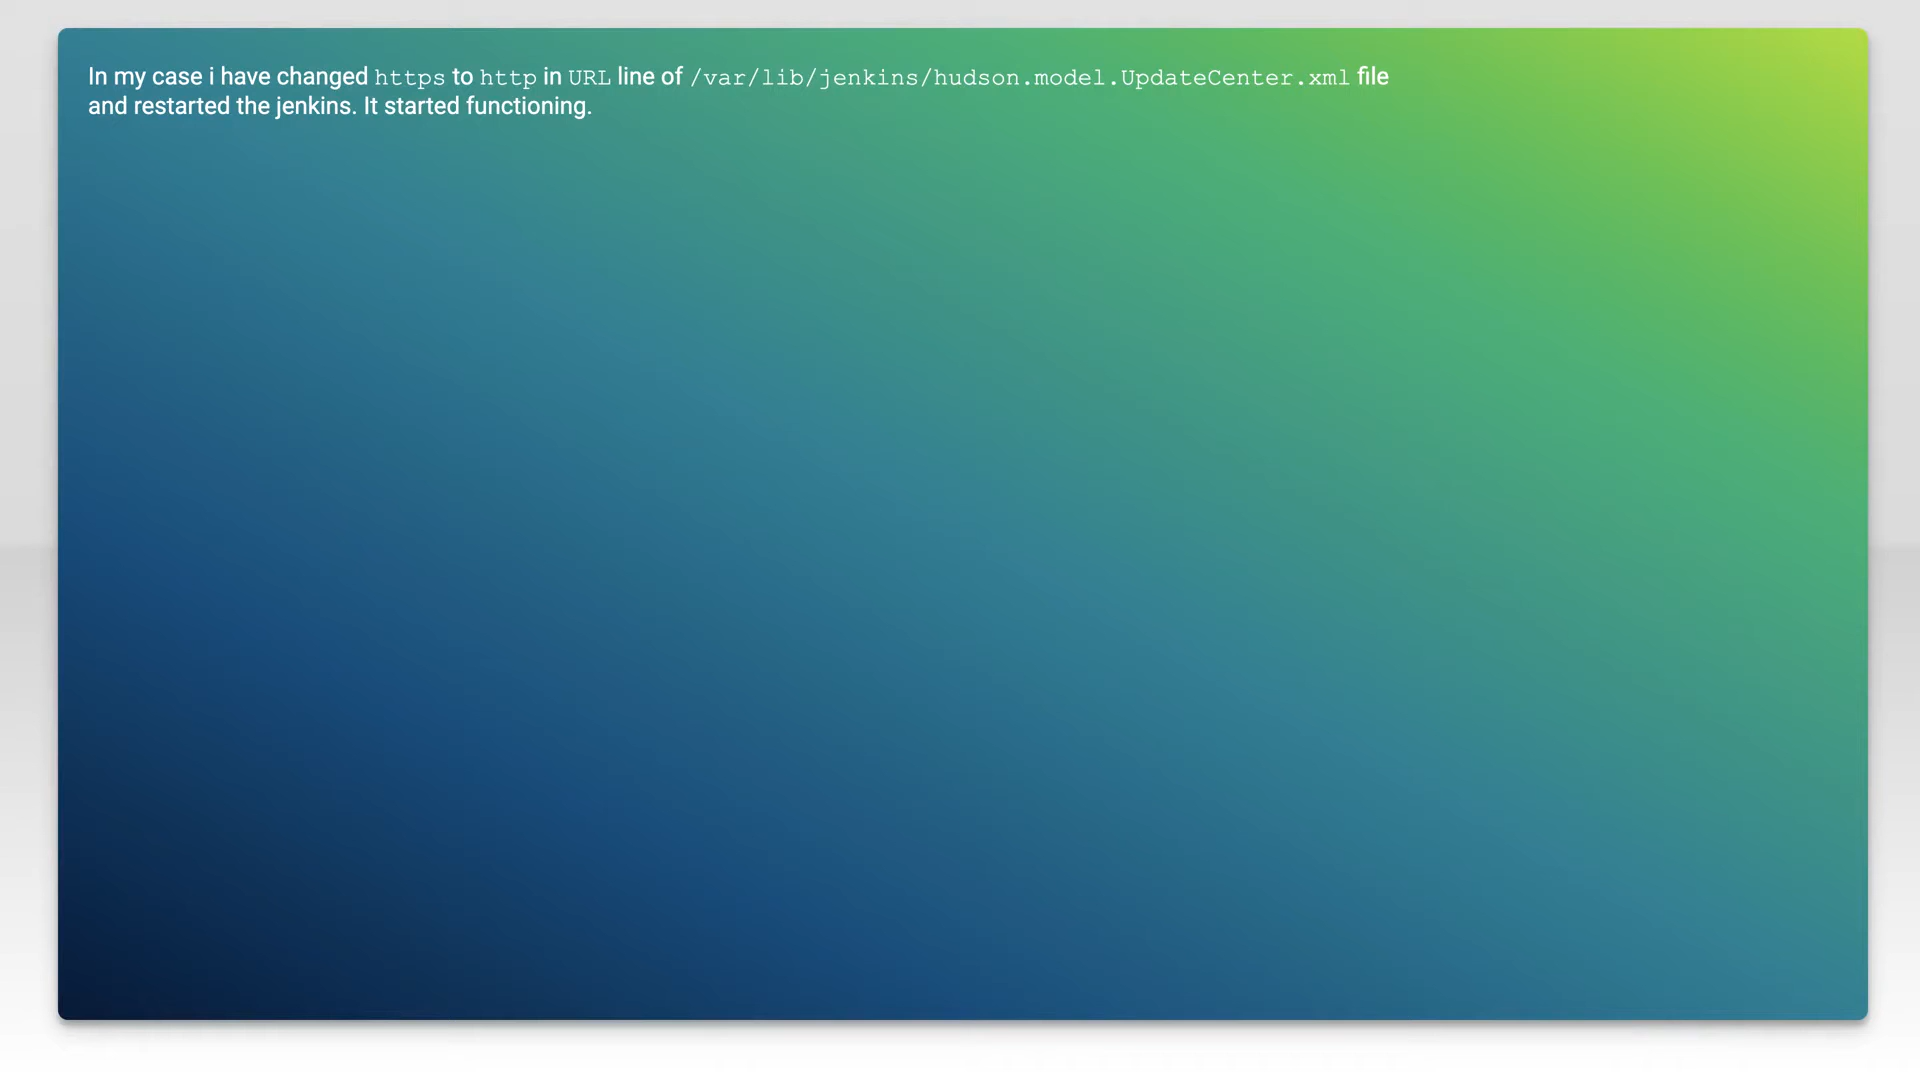 In my case i have changed https to http in URL line of /var/lib/jenkins/hudson.model.UpdateCenter.xml file
and restarted the jenkins. It started functioning.